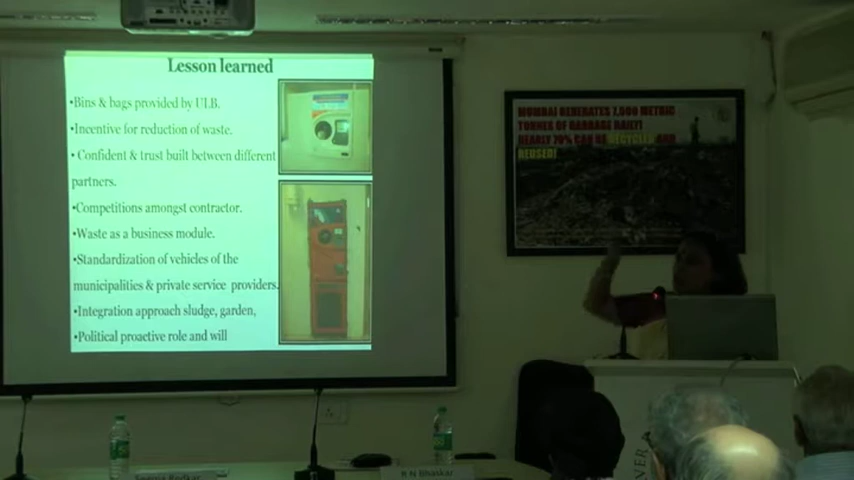 Lesson learned
•Bins & bags provided by ULB.
•Incentive for reduction of waste.
• Confident & trust built between different
partners.
•Competitions amongst contractor.
•Waste as a business module.
•Standardization of vehicles of the
municipalities & private service providers.
•Integration approach sludge, garden,
•Political proactive role and will
MUMBAI GENERATES 7,000 METRIC
TONNES OF GARBAGE DAILY!
NEARLY 70% CAN BE RECYCLED AND
REUSED!
R N Bhaskar
VER